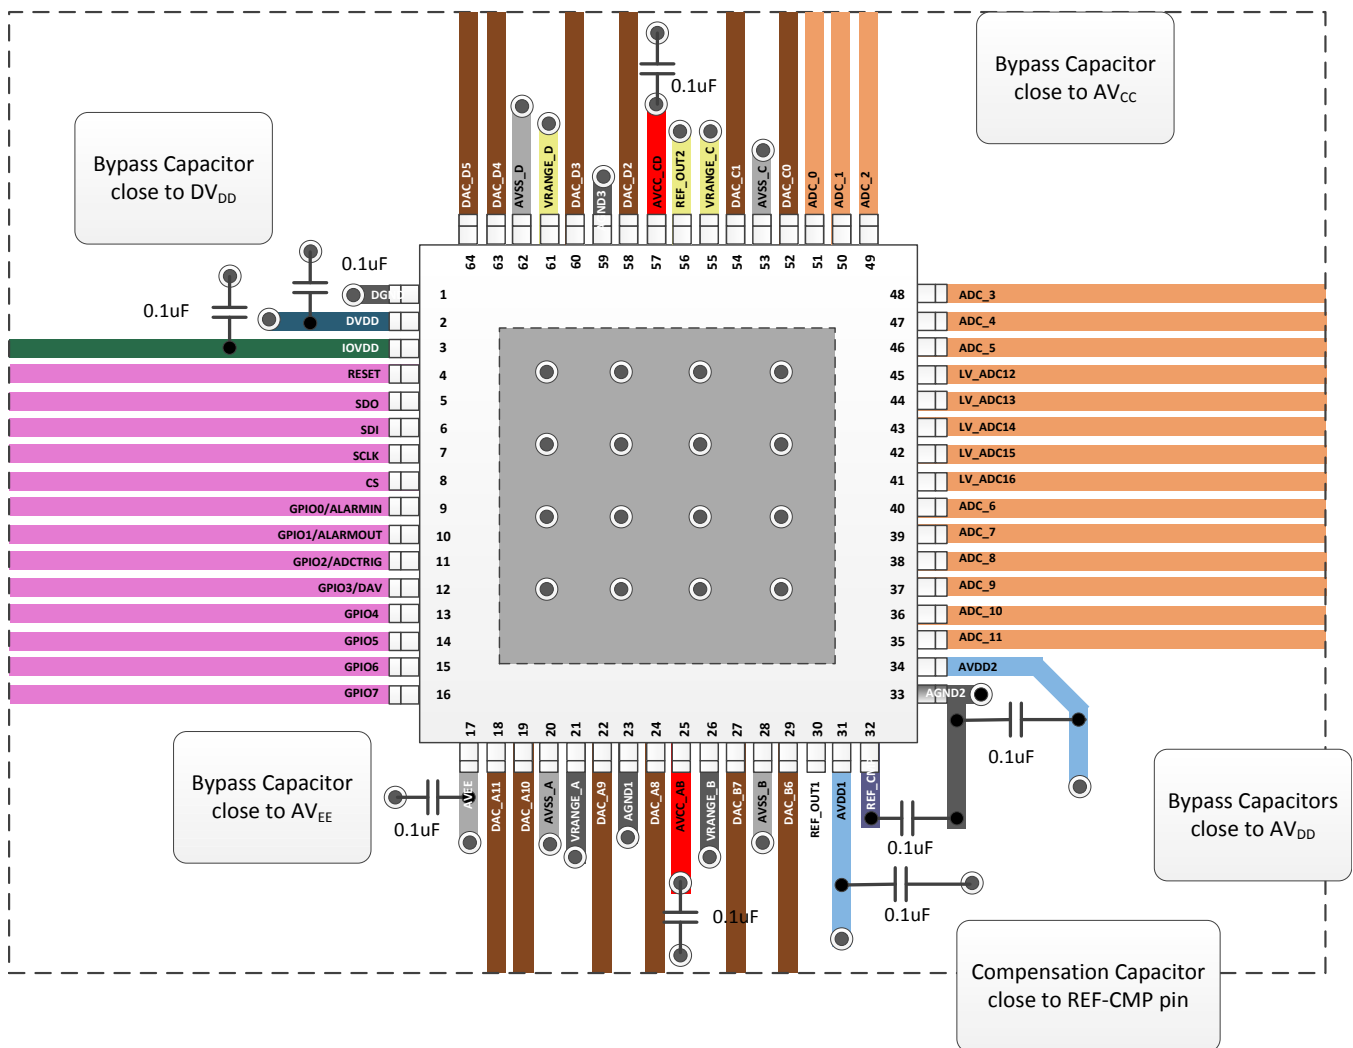 Bypass Capacitor
close to AVCC
Bypass Capacitor
close to DVDD
0.1uF
0.1uF
0.1uF
DAC_D5
DAC_D4
AVSS_D
VRANGE_D
DAC_D3
DAC_D2
AVCC_CD
REF_OUT2
VRANGE_C
DAC_C1
AVSS_C
DAC_C0
ADC_0
ADC_1
ADC_2
64
63
62
61
60
59
58
57
56
55
54
53
52
51
50
49
1
DVDD
2
IOVDD
3
RESET
4
SDO
5
SDI
6
SCLK
7
CS
8
GPIO0/ALARMIN
9
GPIO1/ALARMOUT
10
GPIO2/ADCTRIG
11
GPIO3/DAV
12
GPIO4
13
GPIO5
14
GPIO6
15
GPIO7
16
48
ADC_3
47
ADC_4
46
ADC_5
45
LV_ADC12
44
LV_ADC13
43
LV_ADC14
42
LV_ADC15
41
LV_ADC16
40
ADC_6
39
ADC_7
38
ADC_8
37
ADC_9
36
ADC_10
35
ADC_11
34
AVDD2
33
AGND2
17
18
19
20
21
22
23
24
25
26
27
28
29
30
31
32
AVEE
DAC_A11
DAC_A10
AVSS_A
VRANGE_A
DAC_A9
AGND1
DAC_A8
AVCC_AB
VRANGE_B
DAC_B7
AVSS_B
DAC_B6
REF_OUT1
AVDD1
0.1uF
0.1uF
0.1uF
0.1uF
0.1uF
Bypass Capacitor
close to AVEE
Bypass Capacitors
close to AVDD
Compensation Capacitor
close to REF-CMP pin